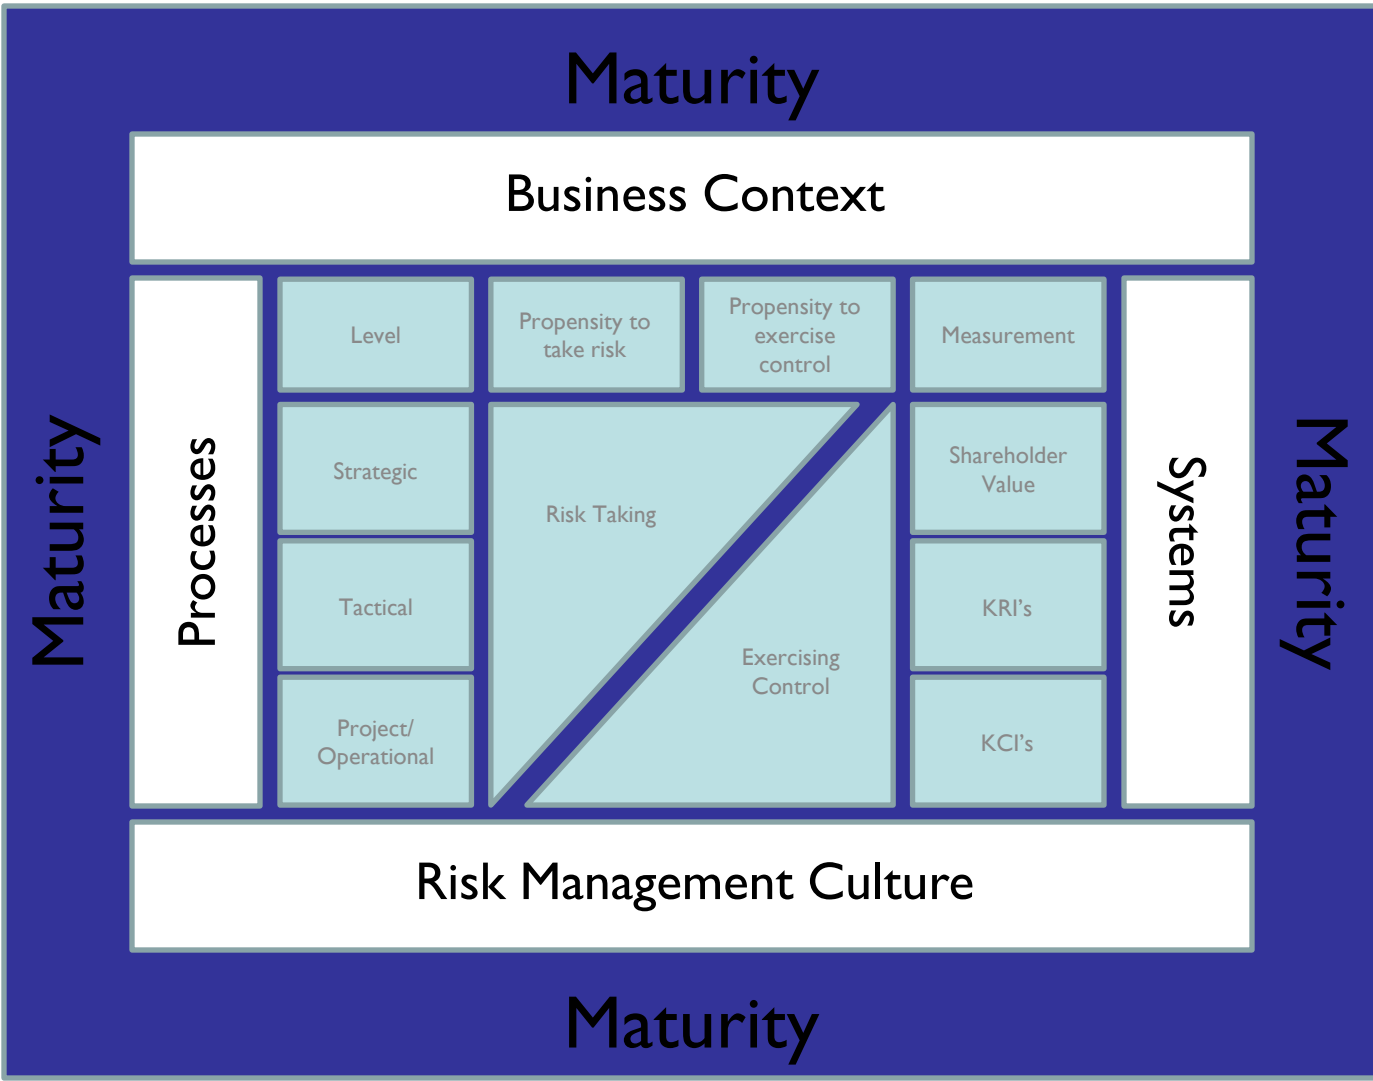 Maturity
Business Context
Maturity
Processes
Level
Propensity to
take risk
Propensity to
exercise
control
Measurement
Strategic
Risk Taking
Shareholder
Value
Tactical
Exercising
Control
KRI’s
Project/
Operational
KCI’s
Systems
Maturity
Risk Management Culture
Maturity